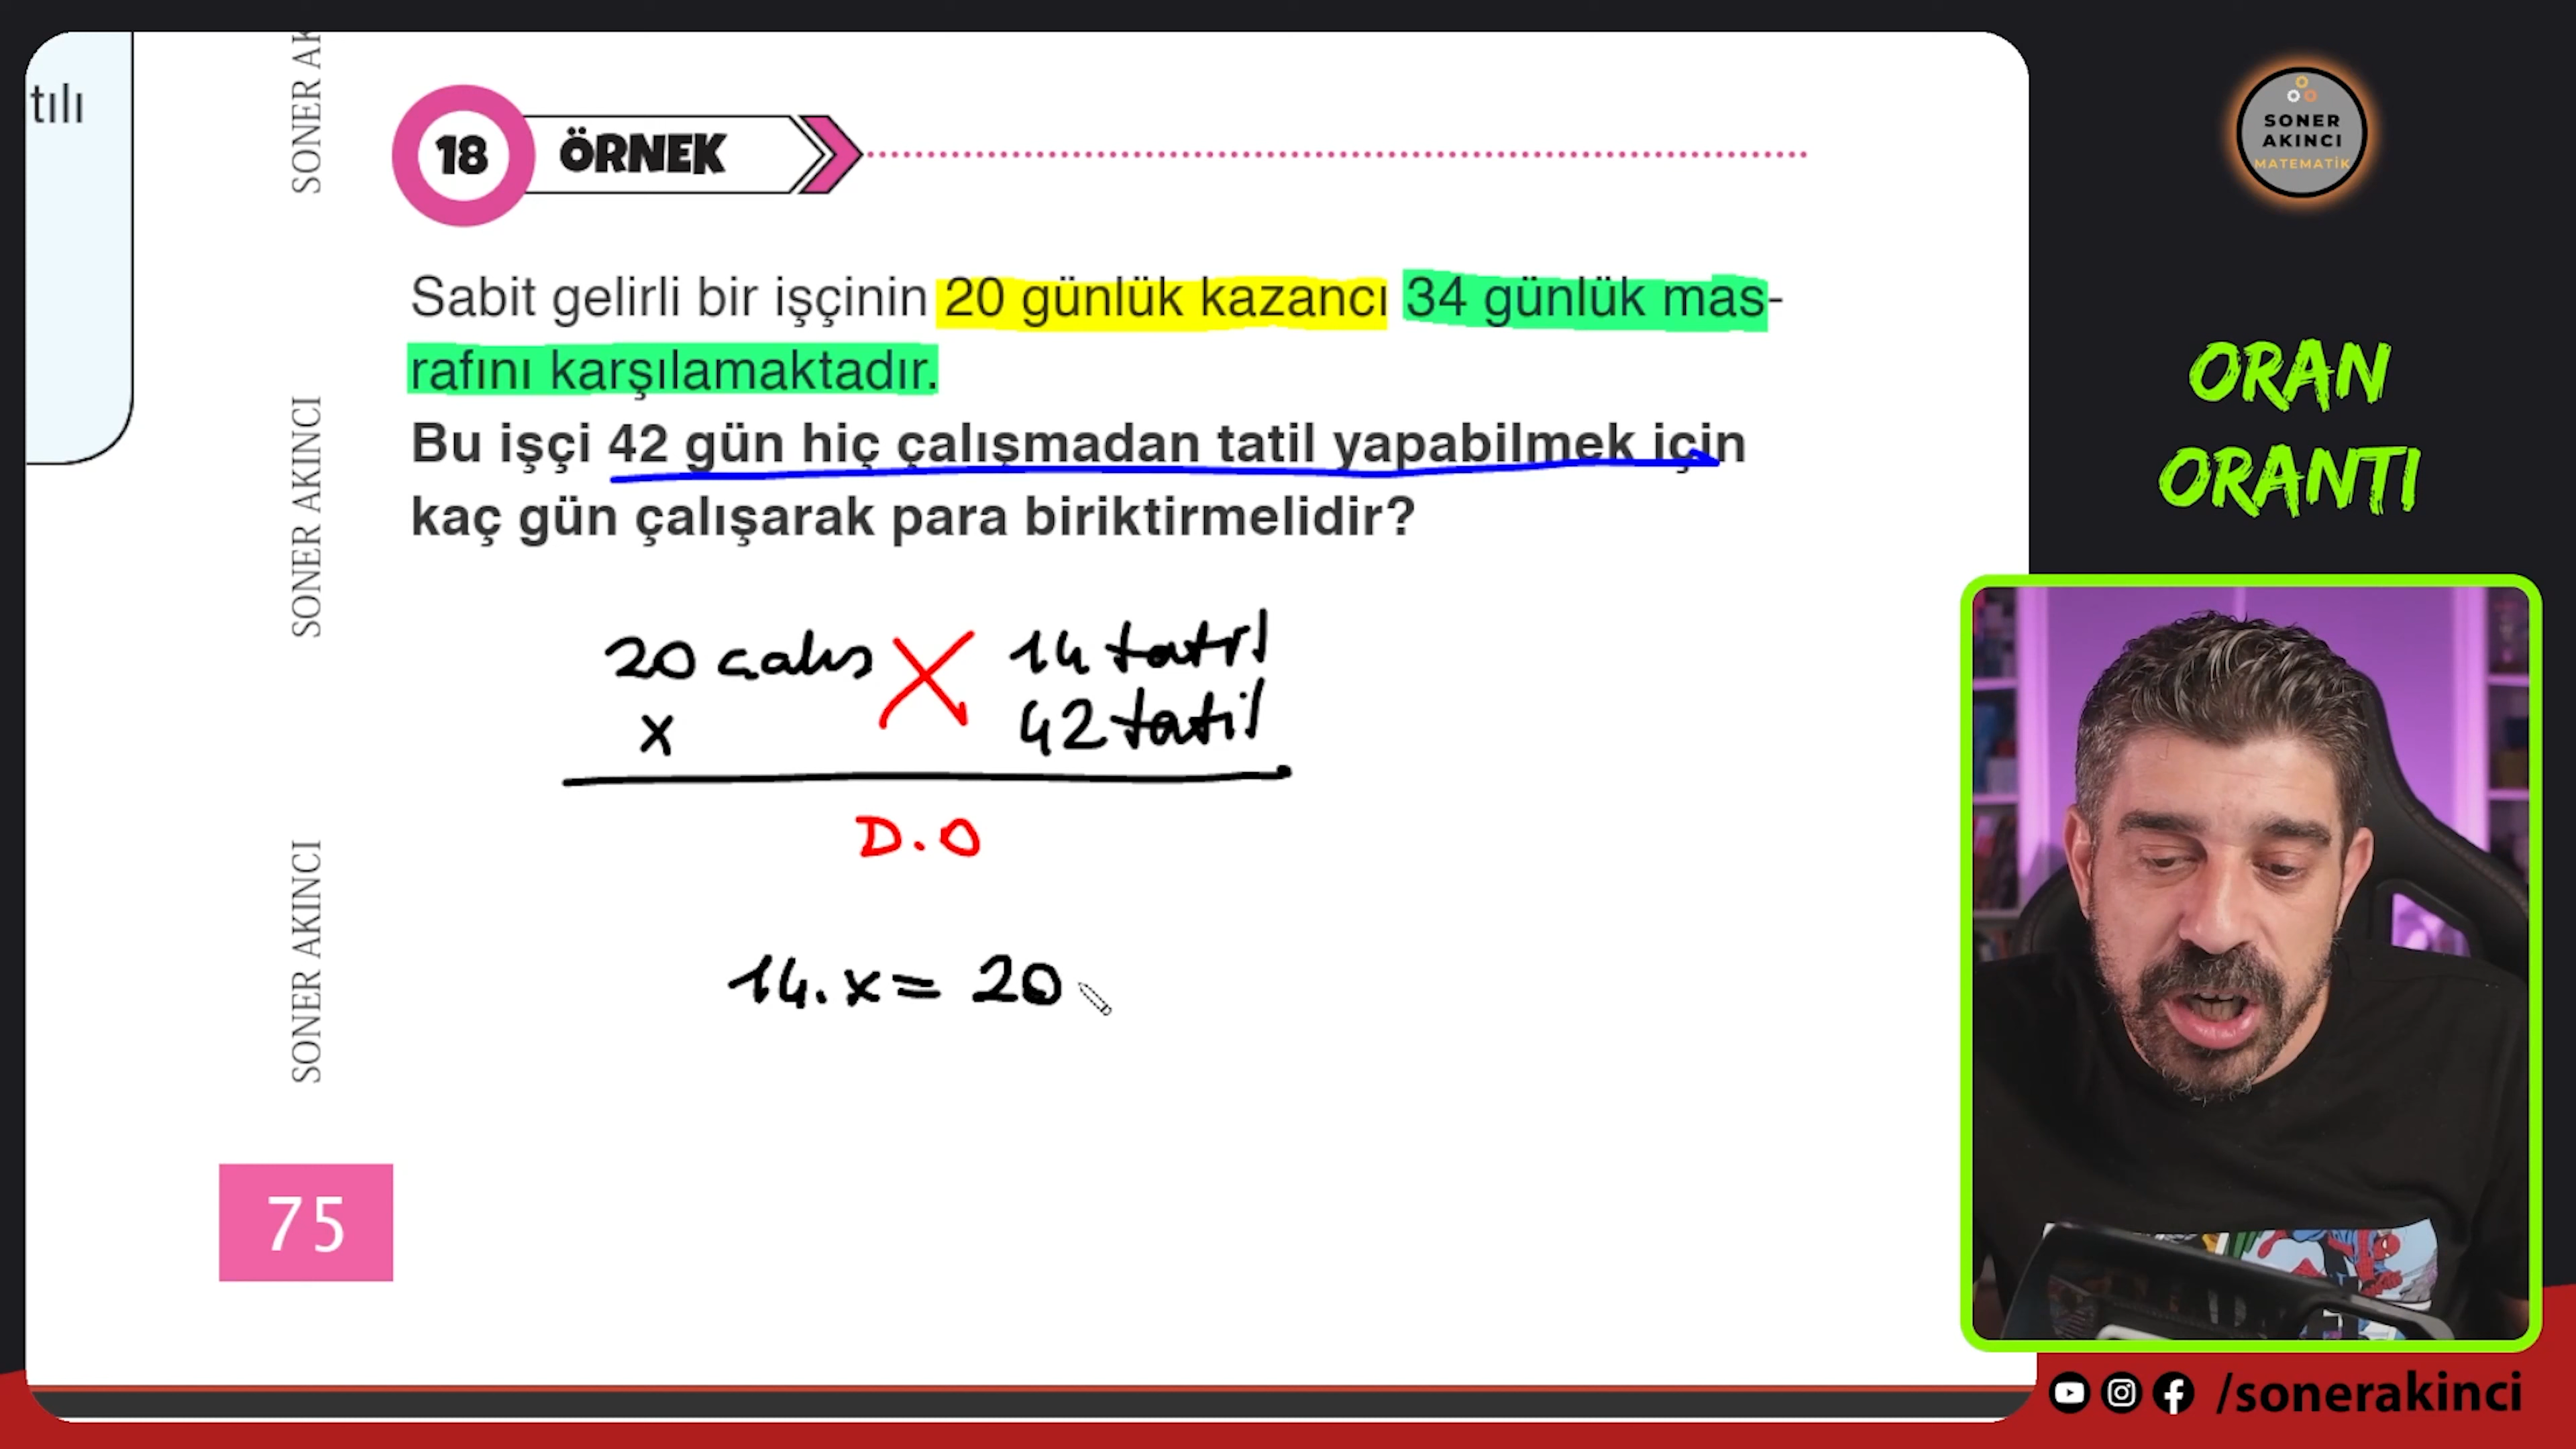 tılı
SONER AK
SONER AKINCI
SONER AKINCI
18 ÖRNEK
Sabit gelirli bir işçinin 20 günlük kazancı 34 günlük mas-
rafını karşılamaktadır.
Bu işçi 42 gün hiç çalışmadan tatil yapabilmek için
kaç gün çalışarak para biriktirmelidir?
20 çalış 14 tatil
x 42 tatil
D.O
14.x = 20
75
SONER
AKINCI
MATEMATİK
ORAN
ORANTI
/sonerakinci